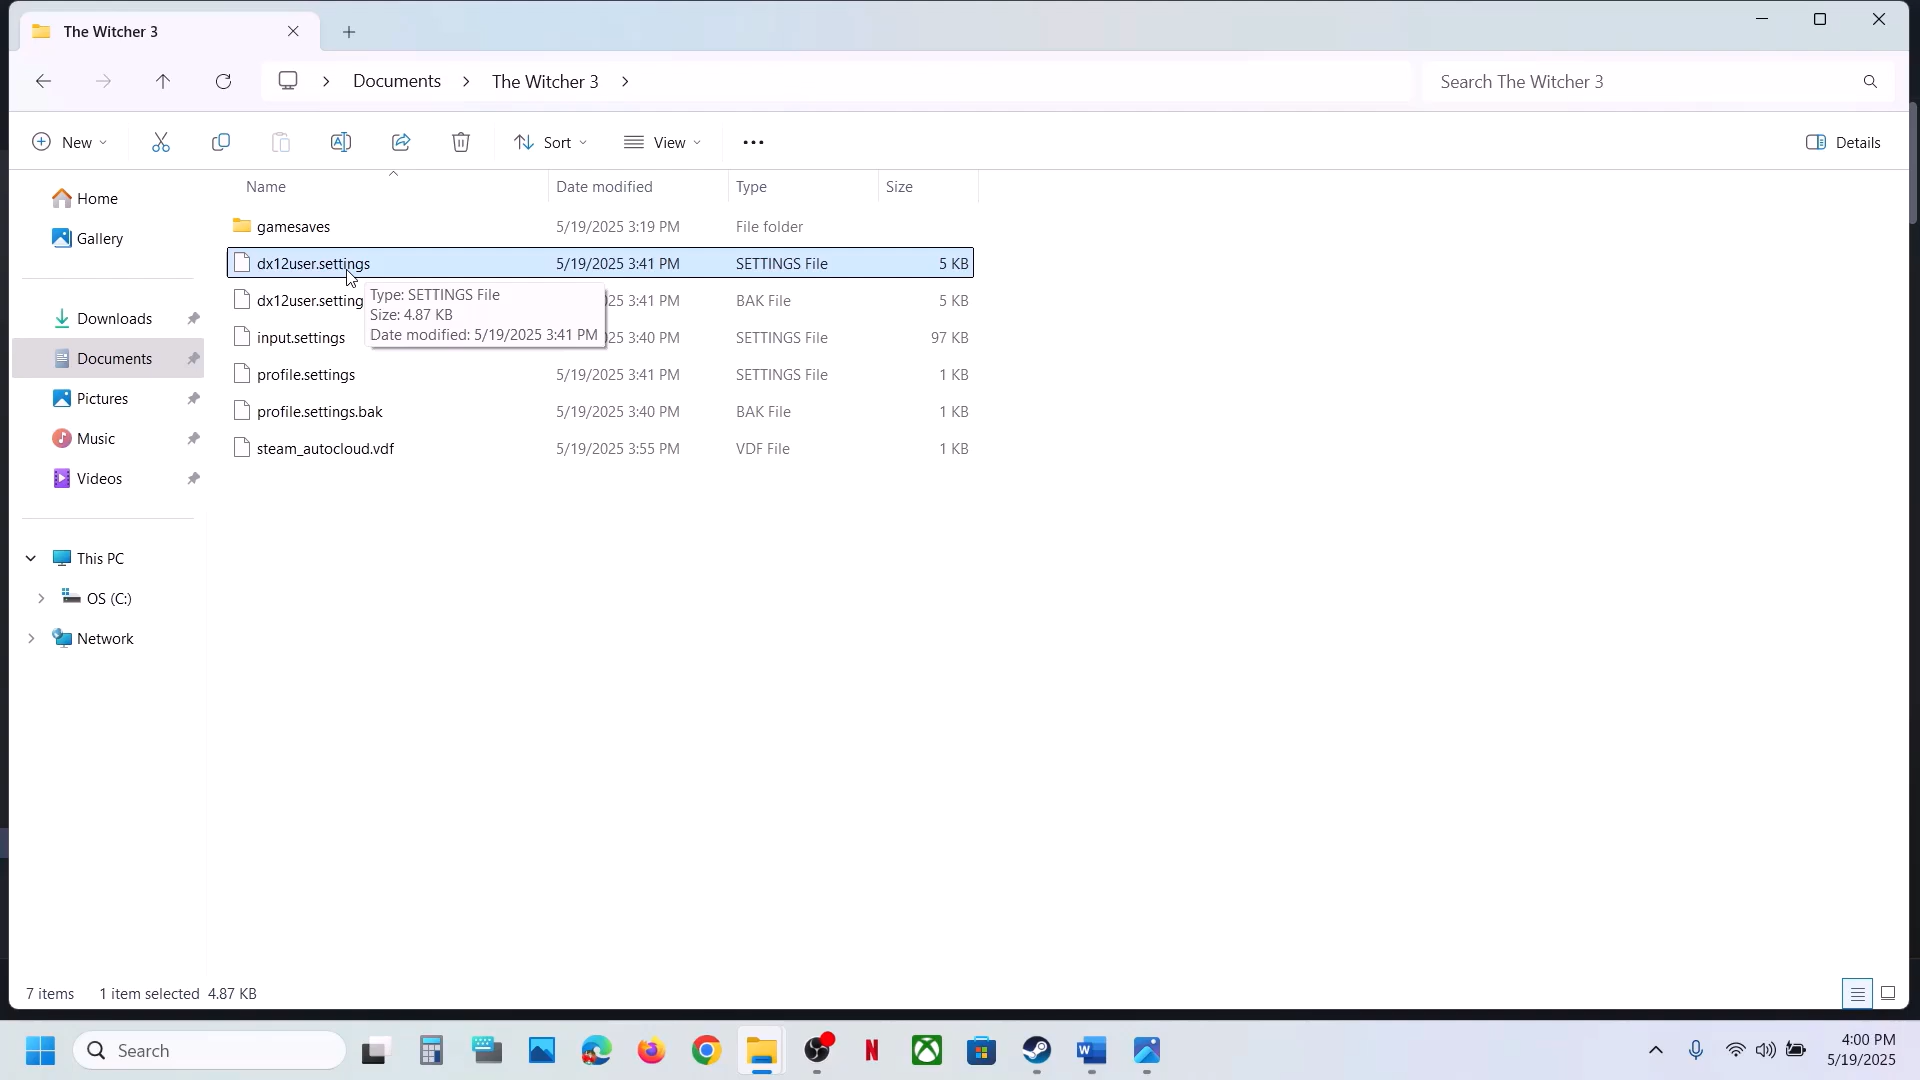 The Witcher 3
Documents
The Witcher 3
Search The Witcher 3
New
Sort
View
Details
Name
Date modified
Type
Size
Home
Gallery
Downloads
Documents
Pictures
Music
Videos
This PC
OS (C:)
Network
gamesaves 5/19/2025 3:19 PM File folder
dx12user.settings 5/19/2025 3:41 PM SETTINGS File 5 KB
dx12user.setting 25 3:41 PM BAK File 5 KB
input.settings 25 3:40 PM SETTINGS File 97 KB
profile.settings 5/19/2025 3:41 PM SETTINGS File 1 KB
profile.settings.bak 5/19/2025 3:40 PM BAK File 1 KB
steam_autocloud.vdf 5/19/2025 3:55 PM VDF File 1 KB
Type: SETTINGS File
Size: 4.87 KB
Date modified: 5/19/2025 3:41 PM
7 items 1 item selected 4.87 KB
Search
4:00 PM
5/19/2025